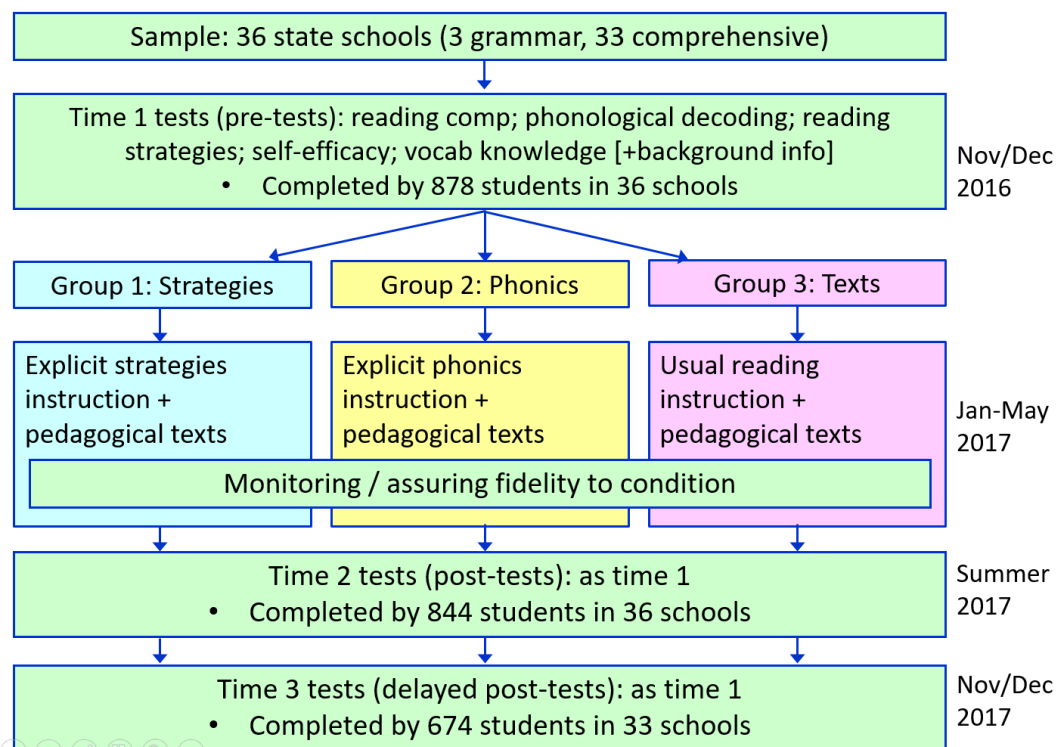 Sample: 36 state schools (3 grammar, 33 comprehensive)
Time 1 tests (pre-tests): reading comp; phonological decoding; reading
strategies; self-efficacy; vocab knowledge [+background info]
• Completed by 878 students in 36 schools
Nov/Dec
2016
Group 1: Strategies
Group 2: Phonics
Group 3: Texts
Explicit strategies
instruction +
pedagogical texts
Explicit phonics
instruction +
pedagogical texts
Usual reading
instruction +
pedagogical texts
Jan-May
2017
Monitoring / assuring fidelity to condition
Time 2 tests (post-tests): as time 1
• Completed by 844 students in 36 schools
Summer
2017
Time 3 tests (delayed post-tests): as time 1
• Completed by 674 students in 33 schools
Nov/Dec
2017